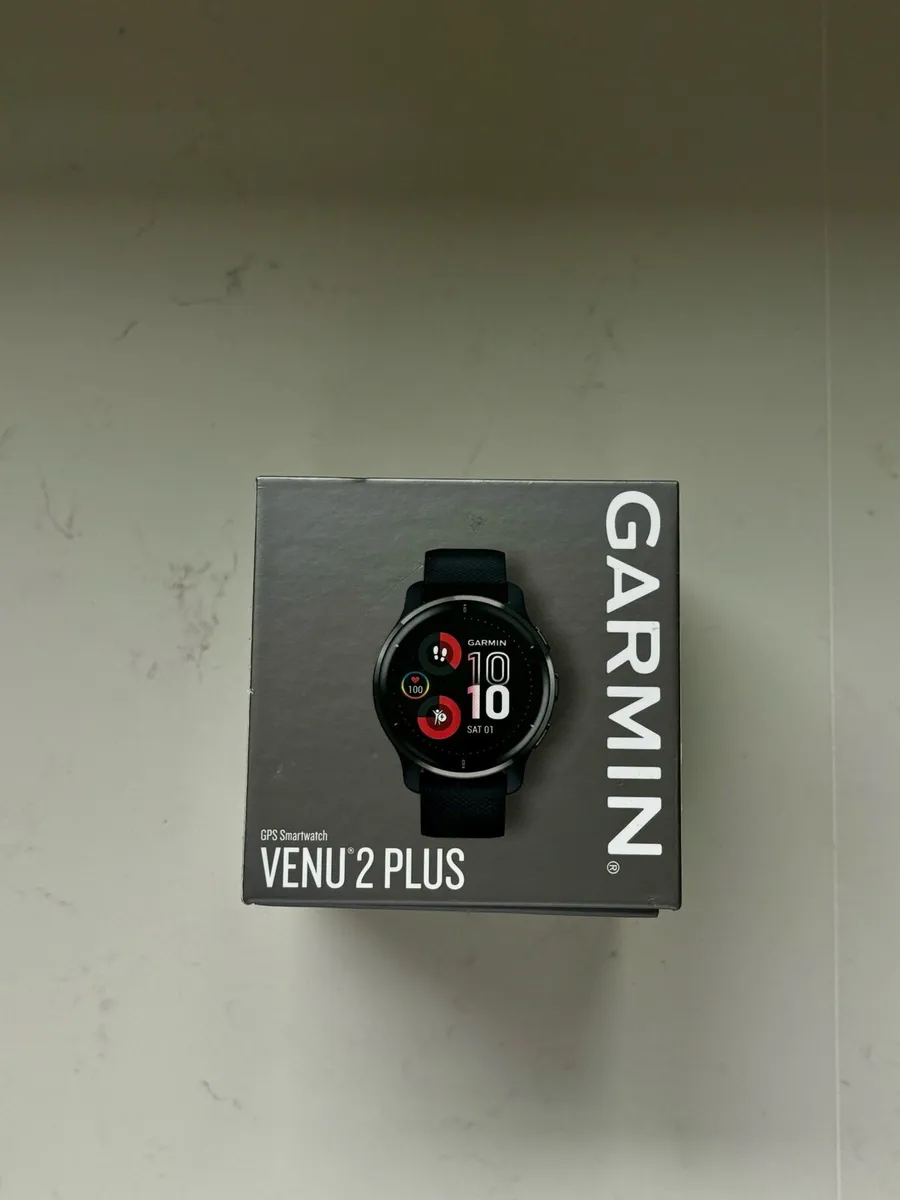 GARMIN®
GARMIN
10
100
10
SAT 01
GPS Smartwatch
VENU® 2 PLUS